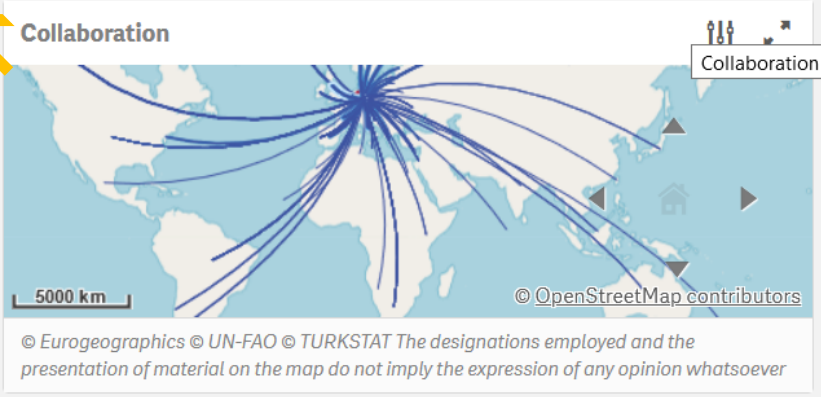 Collaboration
Collaboration
5000 km
© OpenStreetMap contributors
© Eurogeographics © UN-FAO © TURKSTAT The designations employed and the
presentation of material on the map do not imply the expression of any opinion whatsoever